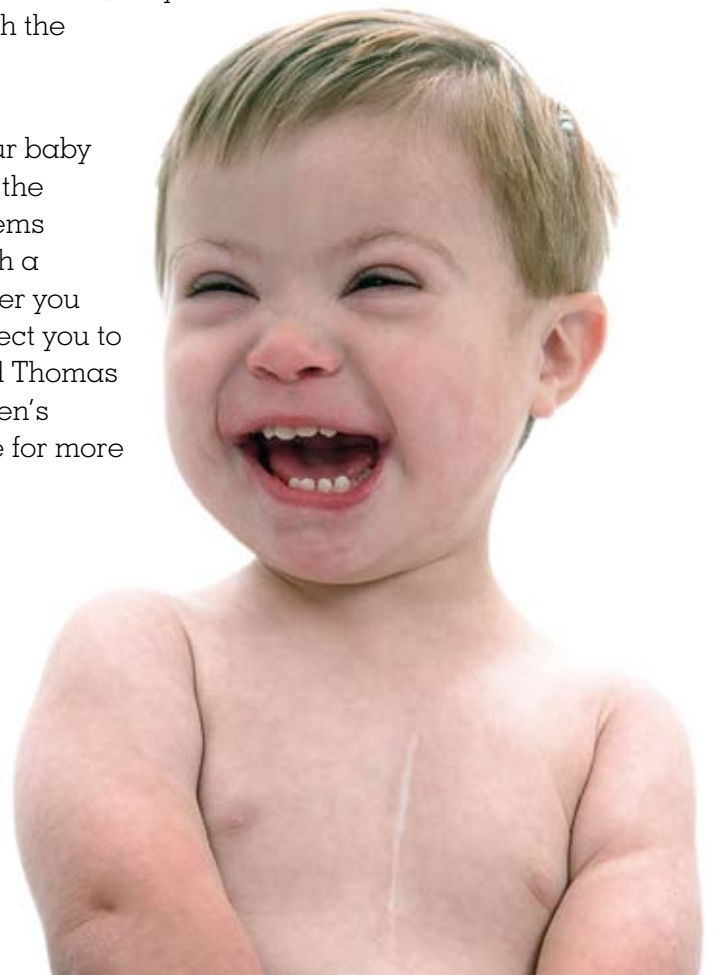 h the
ur baby
the
ems
h a
er you
ect you to
l Thomas
en's
e for more